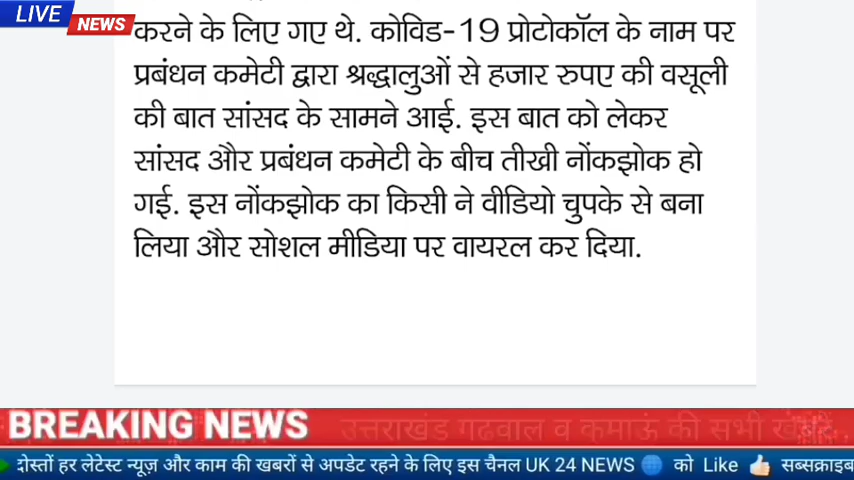 LIVE
NEWS
करने के लिए गए थे. कोविड-19 प्रोटोकॉल के नाम पर
प्रबंधन कमेटी द्वारा श्रद्धालुओं से हजार रुपए की वसूली
की बात सांसद के सामने आई. इस बात को लेकर
सांसद और प्रबंधन कमेटी के बीच तीखी नोंकझोक हो
गई. इस नोंकझोक का किसी ने वीडियो चुपके से बना
लिया और सोशल मीडिया पर वायरल कर दिया.
BREAKING NEWS उत्तराखंड गढवाल व कुमाऊं की सभी
दोस्तों हर लेटेस्ट न्यूज़ और काम की खबरों से अपडेट रहने के लिए इस चैनल UK 24 NEWS 🌐 को Like 👍🏻 सब्सक्राइब